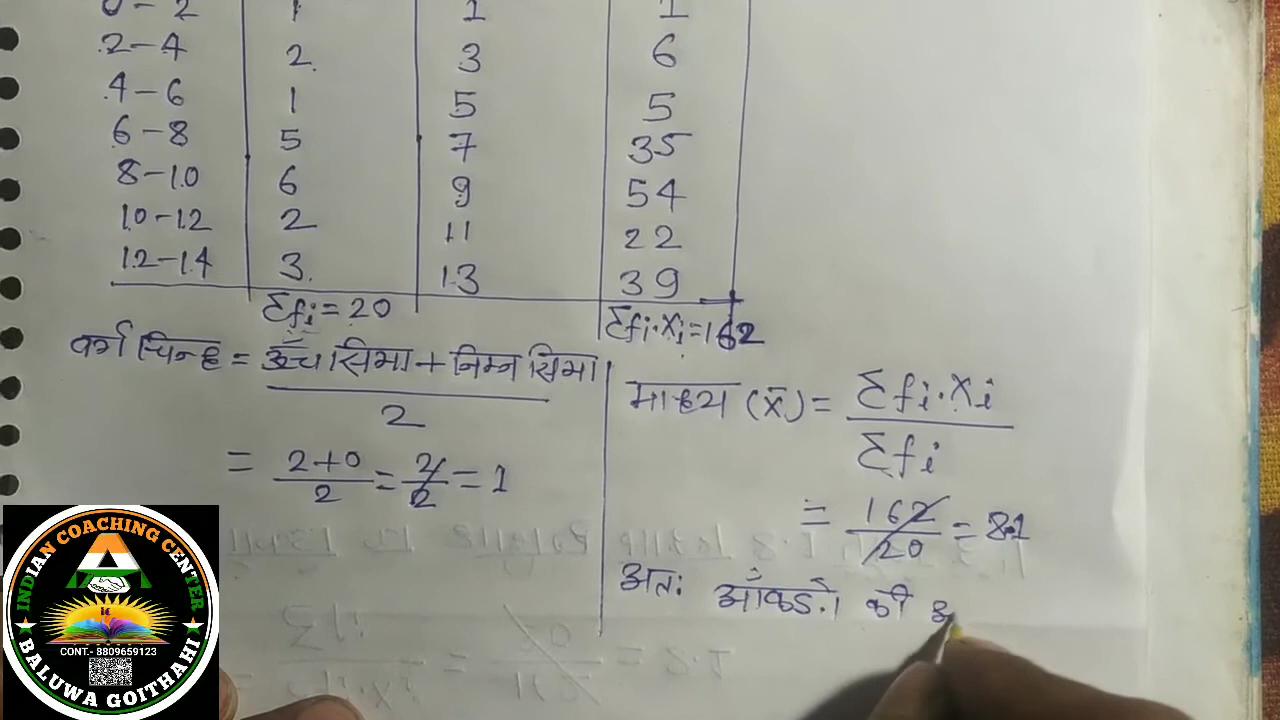 0-2 1 1 1
2-4 2 3 6
4-6 1 5 5
6-8 5 7 35
8-10 6 9 54
10-12 2 11 22
12-14 3 13 39
Σfi=20 Σfi·xi=162
वर्ग चिन्ह = ऊँच सिमा + निम्न सिमा
2
= 2+0/2 = 2/2 = 1
माध्य (x̄) = Σfi·xi
Σfi
= 162/20 = 8.1
अतः आँकडे़ां की
INDIAN COACHING CENTER
CONT.- 8809659123
BALUWA GOITHAHI